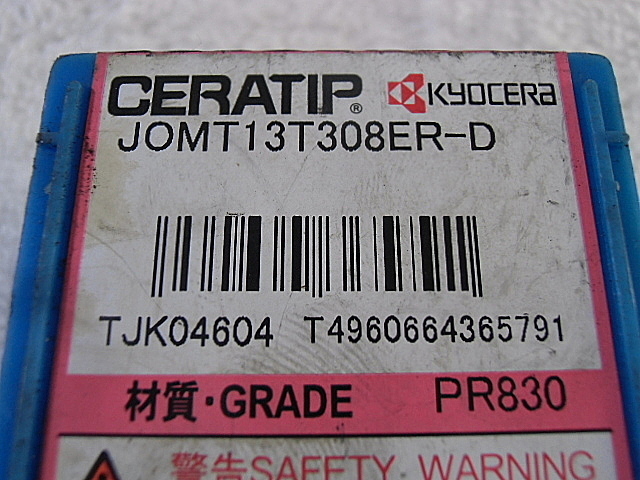 CERATIP® KYOCERA
JOMT13T308ER-D
TJK04604 T4960664365791
材質・GRADE PR830
警告SAFETY WARNING